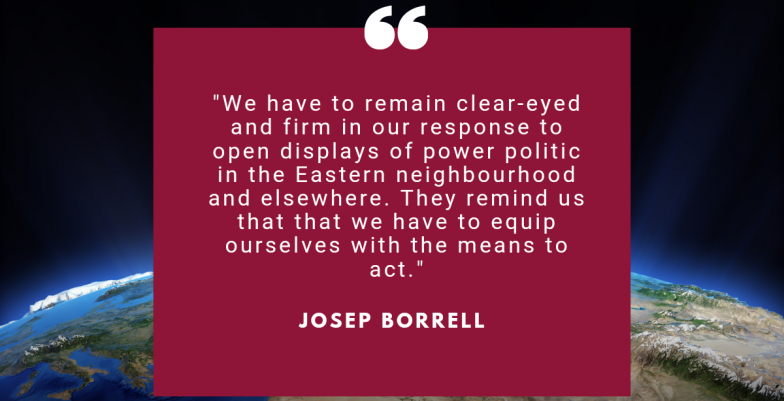 “
"We have to remain clear-eyed
and firm in our response to
open displays of power politic
in the Eastern neighbourhood
and elsewhere. They remind us
that that we have to equip
ourselves with the means to
act."
JOSEP BORRELL